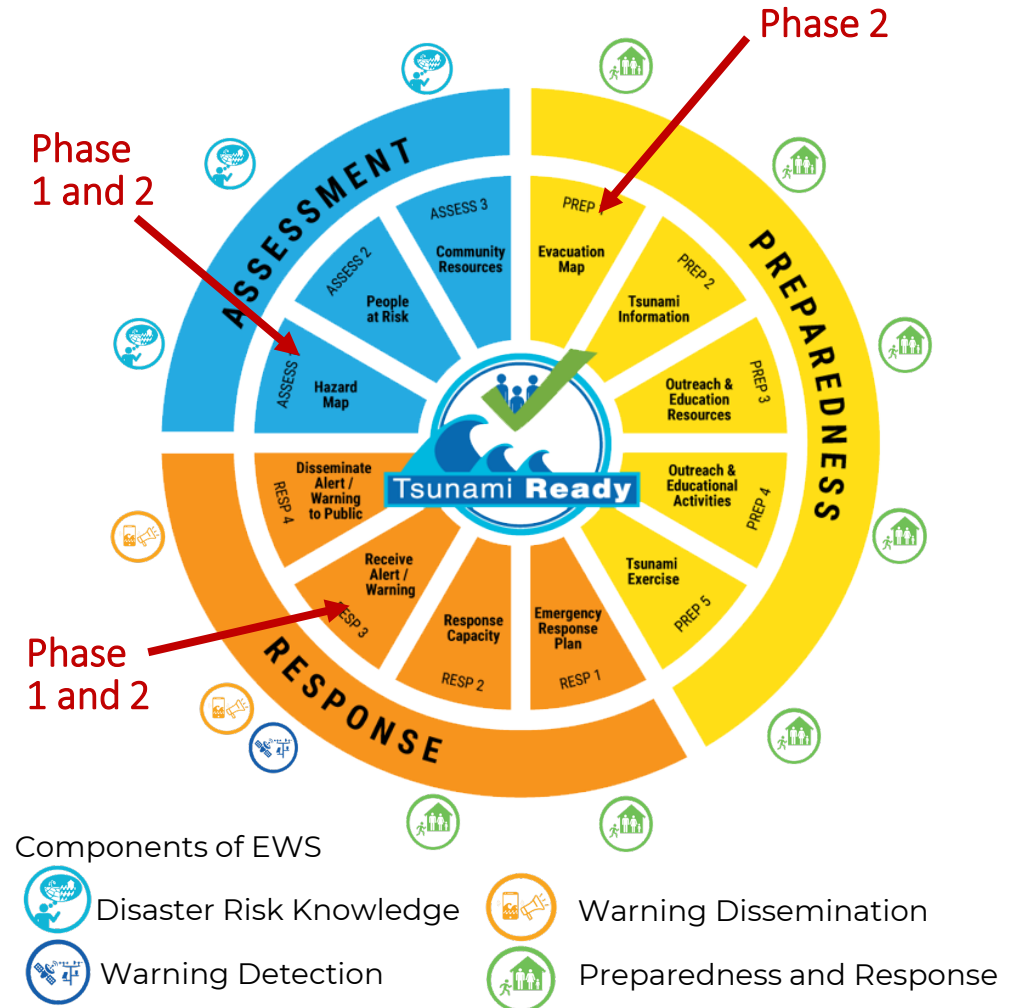 Phase 2
Phase
1 and 2
ASSESSMENT
PREPAREDNESS
RESPONSE
ASSESS 3
Community
Resources
ASSESS 2
People
at Risk
ASSESS
Hazard
Map
PREP
Evacuation
Map
PREP 2
Tsunami
Information
PREP 3
Outreach &
Education
Resources
PREP 4
Outreach &
Educational
Activities
PREP 5
Tsunami
Exercise
Emergency
Response
Plan
RESP 1
Response
Capacity
RESP 2
Receive
Alert /
Warning
ESP 3
Disseminate
Alert /
Warning
to Public
RESP 4
Tsunami Ready
Phase
1 and 2
Components of EWS
Disaster Risk Knowledge
Warning Dissemination
Warning Detection
Preparedness and Response